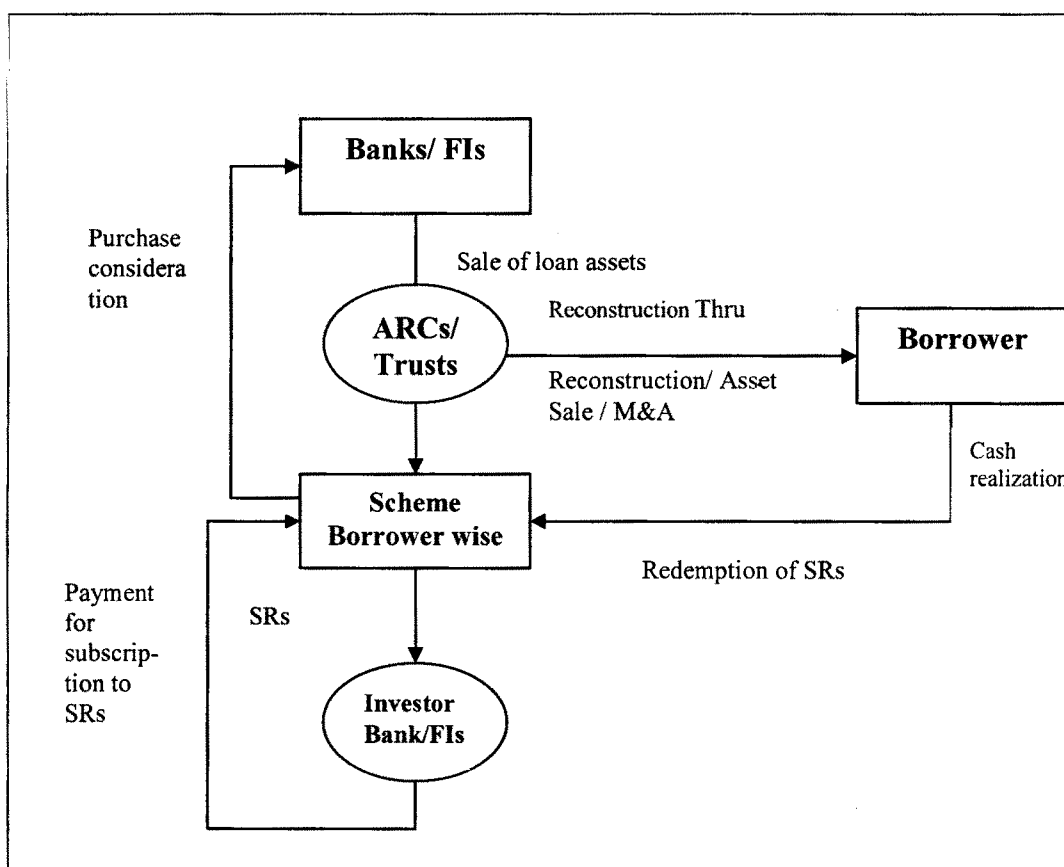 Banks/ FIs
Purchase
considera
tion
Sale of loan assets
ARCs/
Trusts
Reconstruction Thru
Reconstruction/ Asset
Sale / M&A
Borrower
Cash
realization
Scheme
Borrower wise
Redemption of SRs
Payment
for
subscrip-
tion to
SRs
SRs
Investor
Bank/FIs